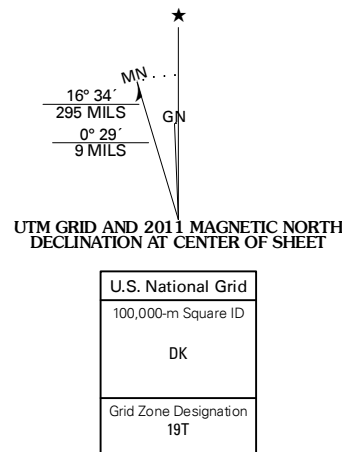 ★
MN
16° 34´
295 MILS
GN
0° 29´
9 MILS
UTM GRID AND 2011 MAGNETIC NORTH
DECLINATION AT CENTER OF SHEET
U.S. National Grid
100,000-m Square ID
DK
Grid Zone Designation
19T